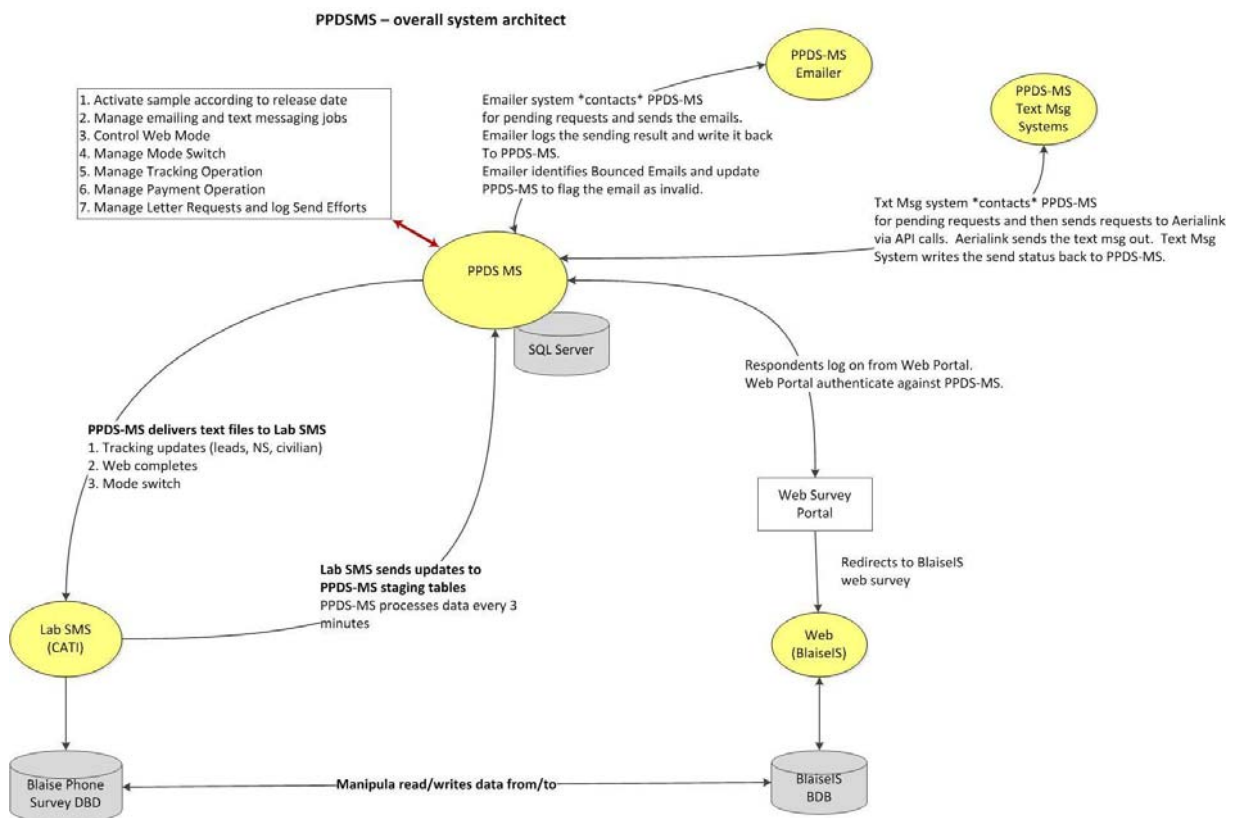 PPDSMS – overall system architect
PPDS-MS
Emailer
PPDS-MS
Text Msg
Systems
1. Activate sample according to release date
2. Manage emailing and text messaging jobs
3. Control Web Mode
4. Manage Mode Switch
5. Manage Tracking Operation
6. Manage Payment Operation
7. Manage Letter Requests and log Send Efforts
Emailer system *contacts* PPDS-MS
for pending requests and sends the emails.
Emailer logs the sending result and write it back
To PPDS-MS.
Emailer identifies Bounced Emails and update
PPDS-MS to flag the email as invalid.
Txt Msg system *contacts* PPDS-MS
for pending requests and then sends requests to Aerialink
via API calls. Aerialink sends the text msg out. Text Msg
System writes the send status back to PPDS-MS.
PPDS MS
SQL Server
Respondents log on from Web Portal.
Web Portal authenticate against PPDS-MS.
PPDS-MS delivers text files to Lab SMS
1. Tracking updates (leads, NS, civilian)
2. Web completes
3. Mode switch
Web Survey
Portal
Lab SMS sends updates to
PPDS-MS staging tables
PPDS-MS processes data every 3
minutes
Redirects to BlaiseIS
web survey
Lab SMS
(CATI)
Web
(BlaiseIS)
Blaise Phone
Survey DBD
Manipula read/writes data from/to
BlaiseIS
BDB